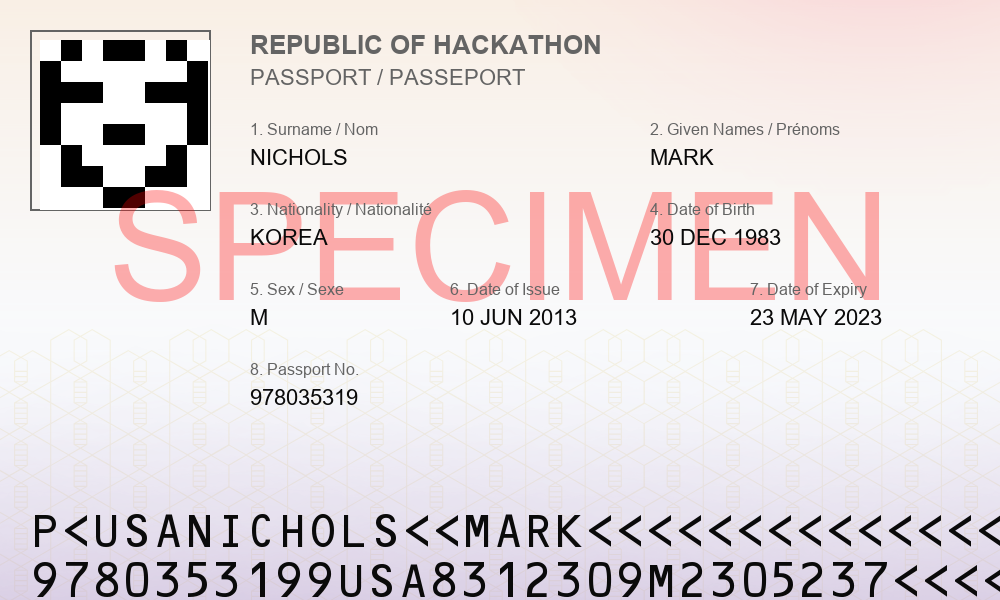 REPUBLIC OF HACKATHON
PASSPORT / PASSEPORT
1. Surname / Nom
NICHOLS
2. Given Names / Prénoms
MARK
SPECIMEN
3. Nationality / Nationalité
KOREA
4. Date of Birth
30 DEC 1983
5. Sex / Sexe
M
6. Date of Issue
10 JUN 2013
7. Date of Expiry
23 MAY 2023
8. Passport No.
978035319
P<USANICHOLS<<MARK<<<<<<<<<<<<<<
9780353199USA8312309M2305237<<<<